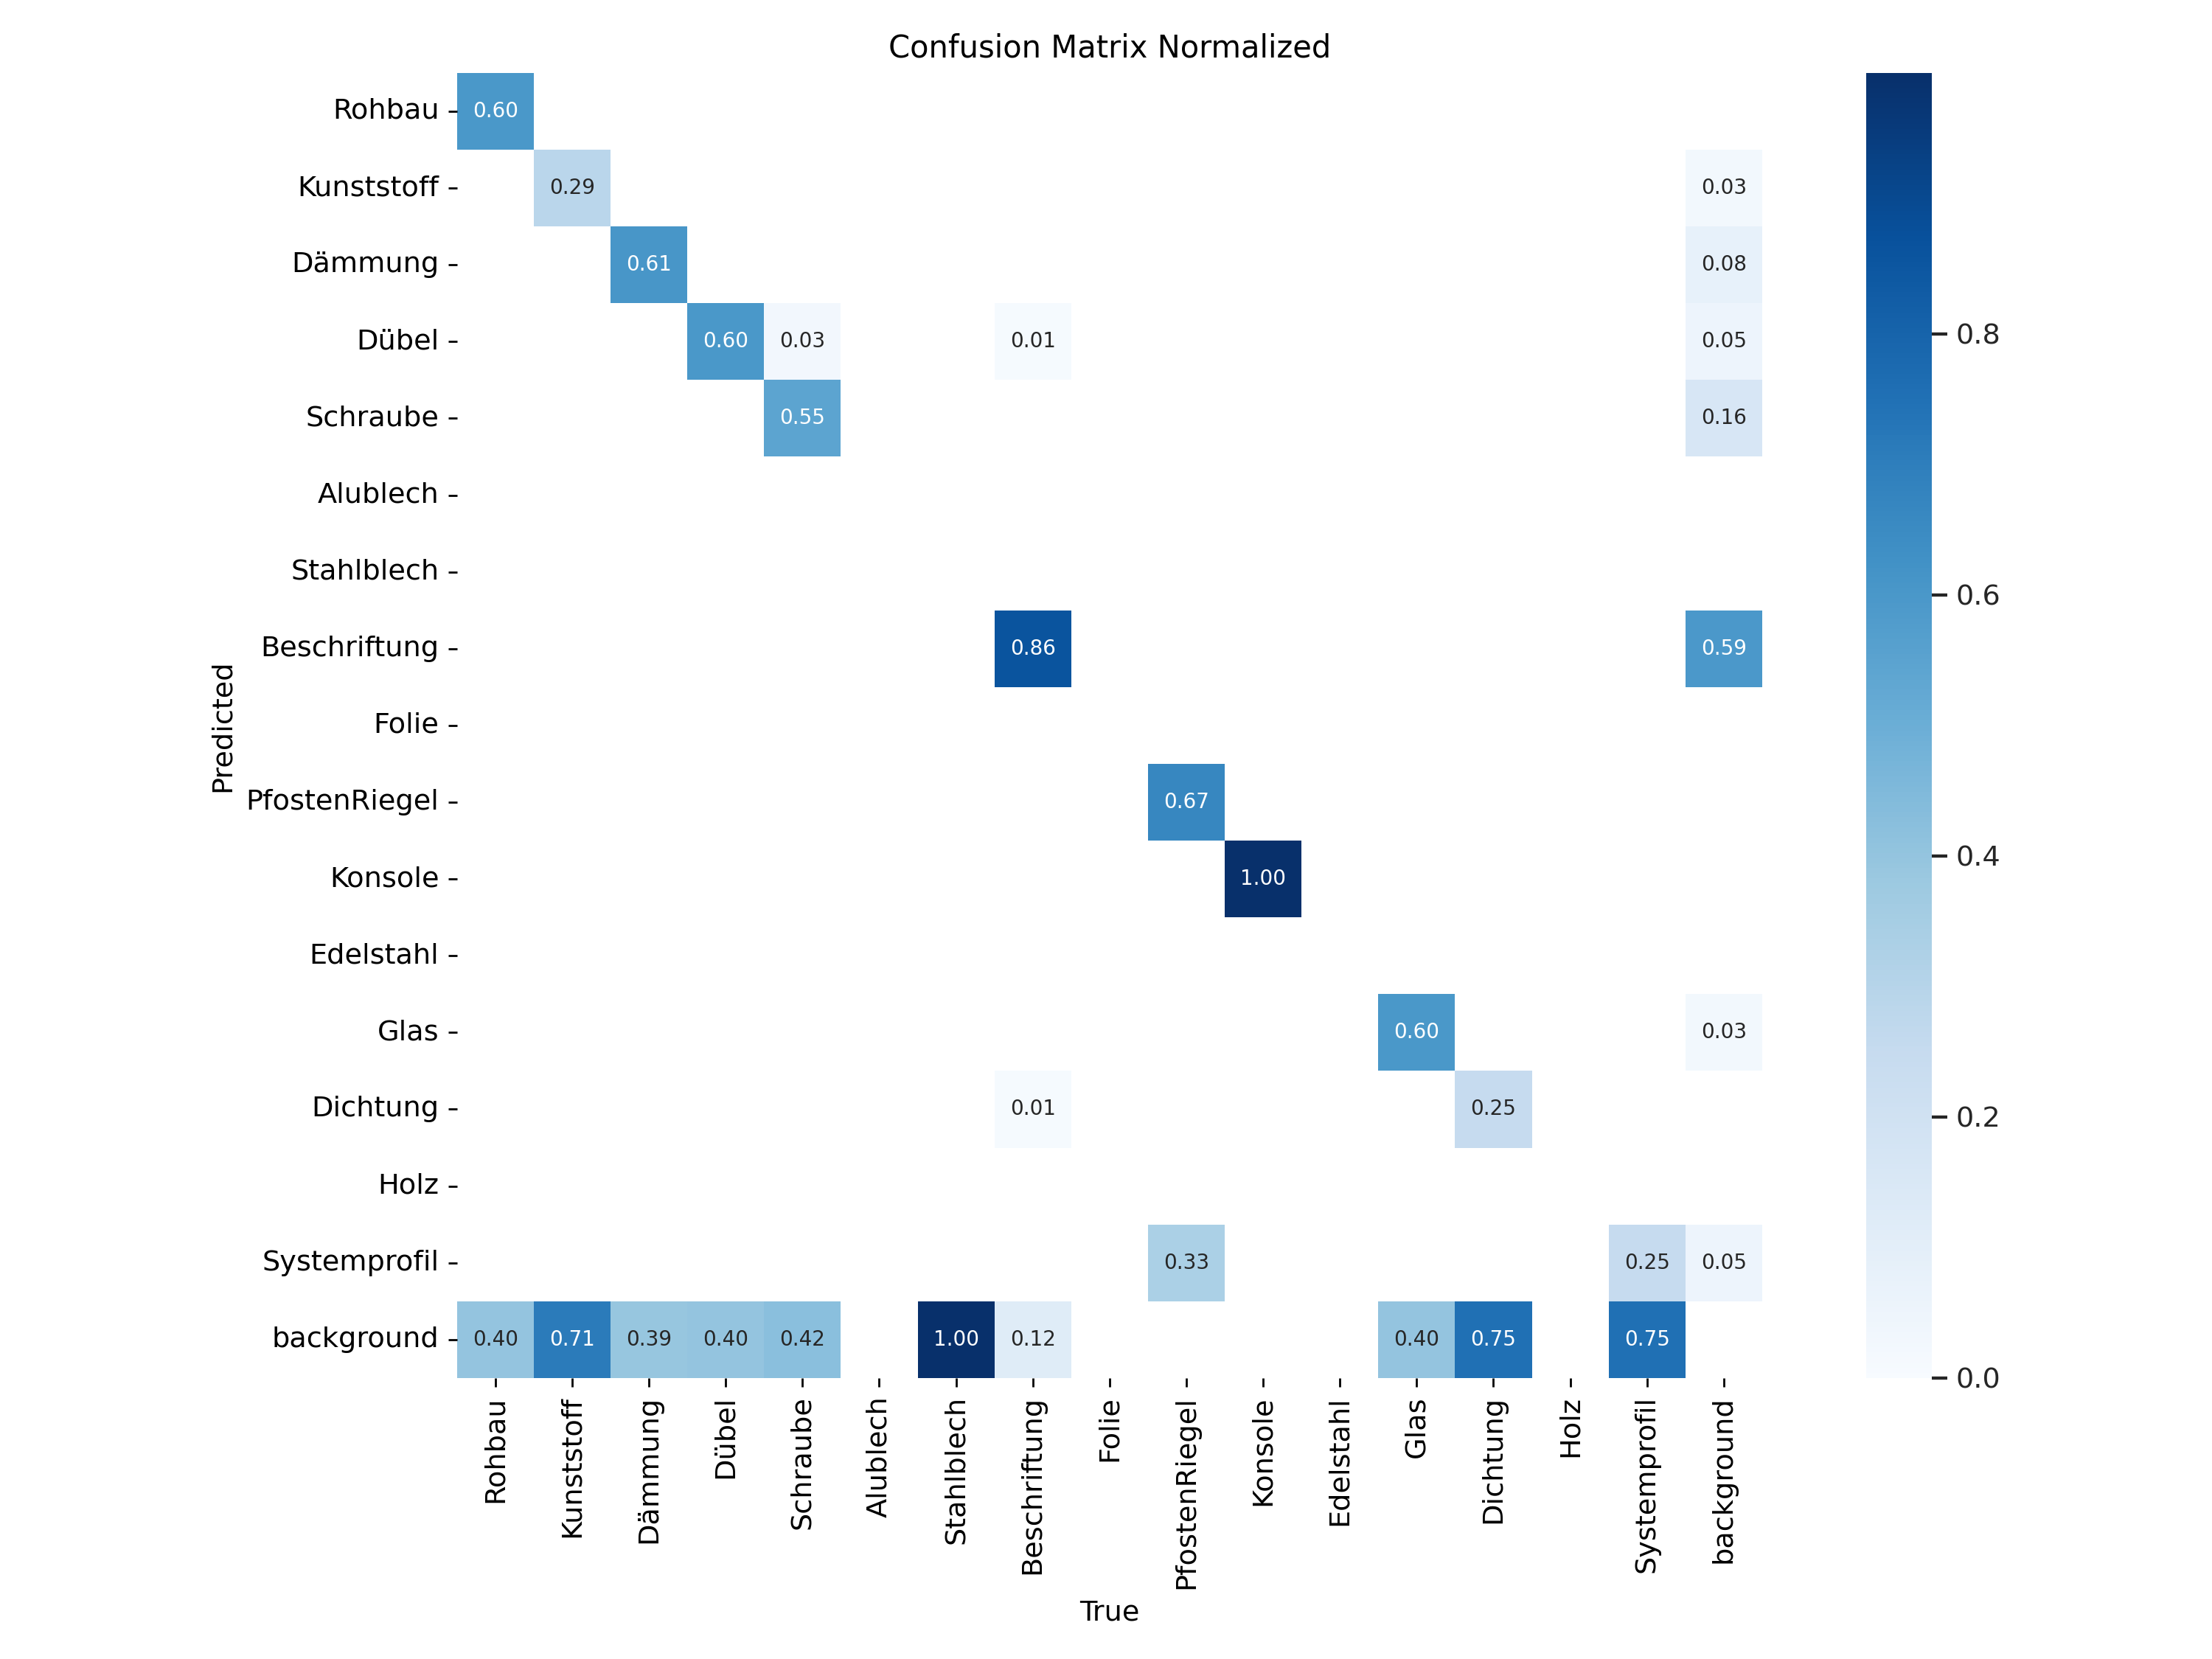 Confusion Matrix Normalized
Rohbau 0.60
Kunststoff 0.29 0.03
Dämmung 0.61 0.08
Dübel 0.60 0.03 0.01 0.05
Schraube 0.55 0.16
Alublech
Stahlblech
Beschriftung 0.86 0.59
Folie
PfostenRiegel 0.67
Konsole 1.00
Edelstahl
Glas 0.60 0.03
Dichtung 0.01 0.25
Holz
Systemprofil 0.33 0.25 0.05
background 0.40 0.71 0.39 0.40 0.42 1.00 0.12 0.40 0.75 0.75
Predicted
Rohbau Kunststoff Dämmung Dübel Schraube Alublech Stahlblech Beschriftung Folie PfostenRiegel Konsole Edelstahl Glas Dichtung Holz Systemprofil background
True
0.8
0.6
0.4
0.2
0.0